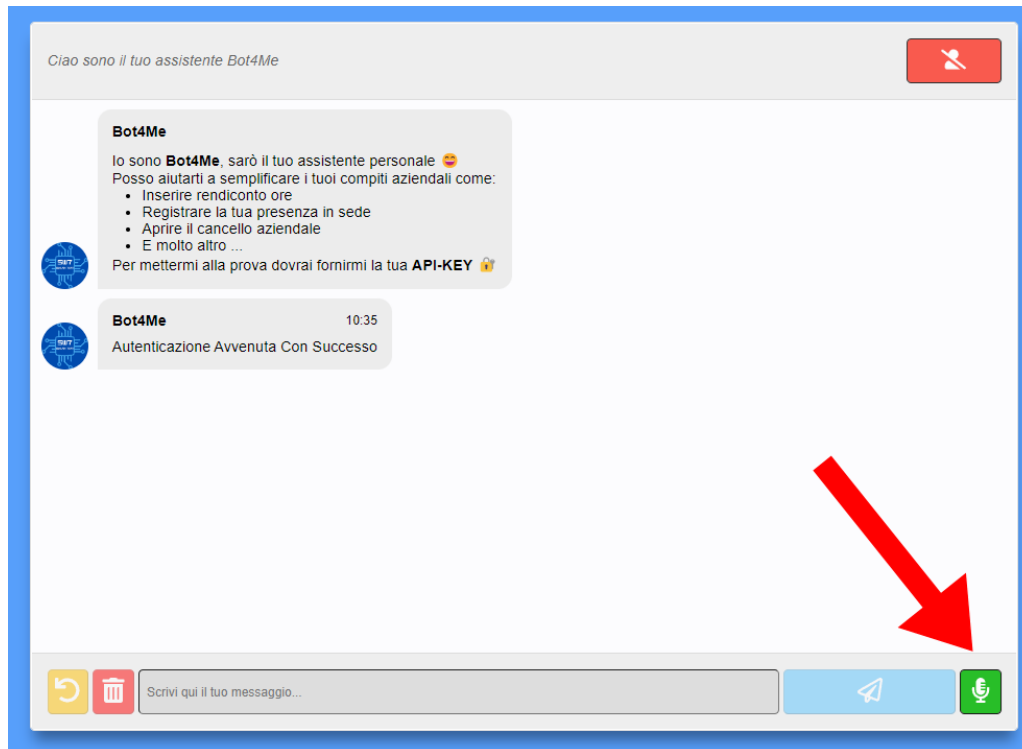 Ciao sono il tuo assistente Bot4Me
Bot4Me
Io sono Bot4Me, sarò il tuo assistente personale 😄
Posso aiutarti a semplificare i tuoi compiti aziendali come:
• Inserire rendiconto ore
• Registrare la tua presenza in sede
• Aprire il cancello aziendale
• E molto altro ...
Per mettermi alla prova dovrai fornirmi la tua API-KEY 🔐
Bot4Me 10:35
Autenticazione Avvenuta Con Successo
Scrivi qui il tuo messaggio...